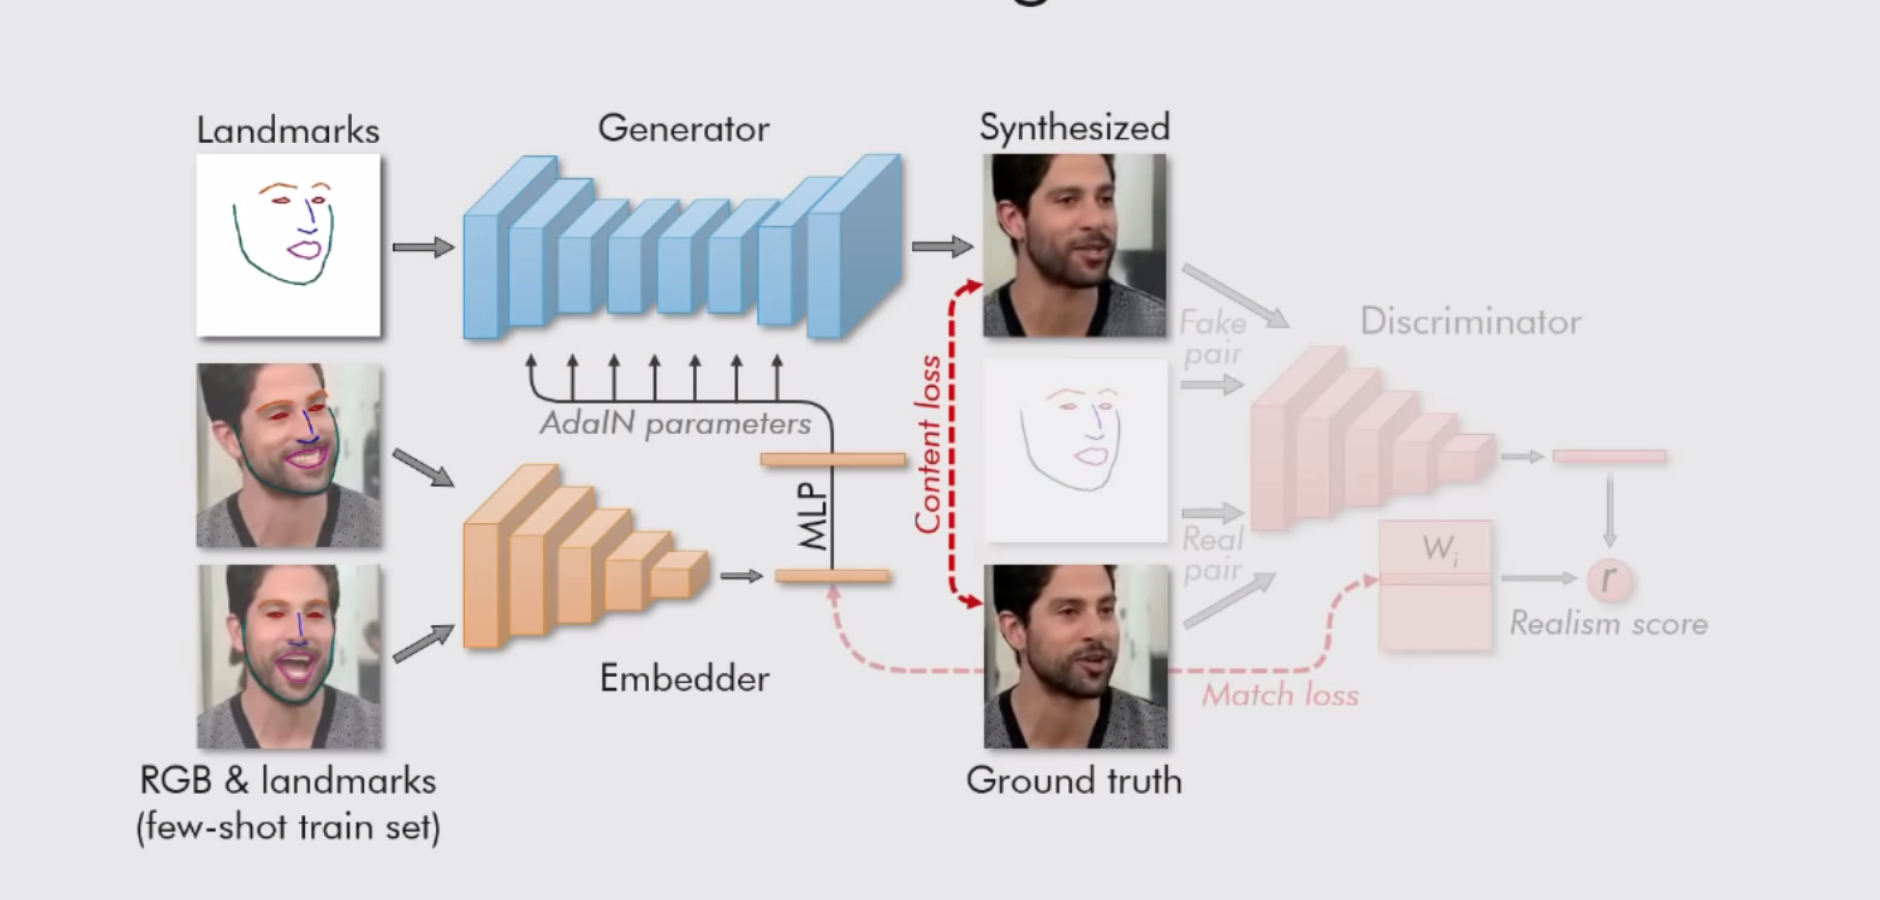 Landmarks
Generator
Synthesized
Discriminator
Fake
pair
AdaIN parameters
Content loss
MLP
Real
pair
W i
r
Realism score
Embedder
Match loss
RGB & landmarks
(few-shot train set)
Ground truth